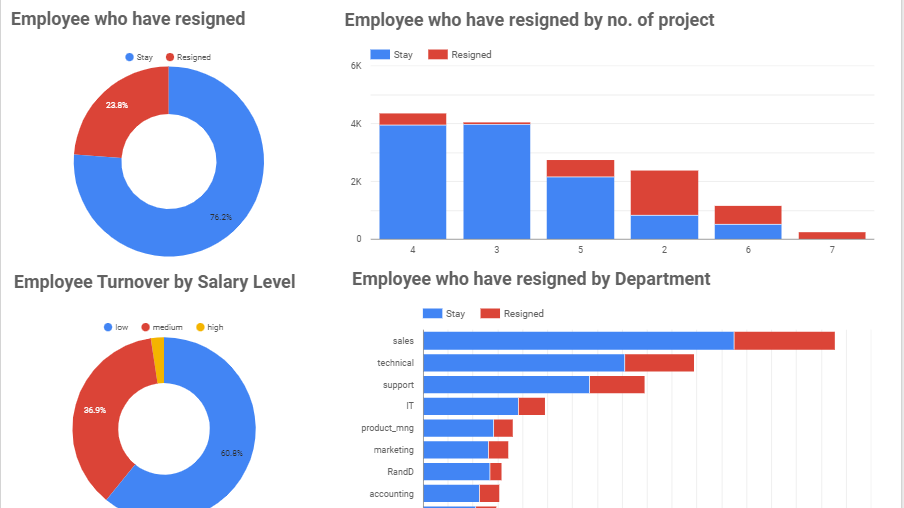 Employee who have resigned
Stay Resigned
23.8%
76.2%
Employee who have resigned by no. of project
Stay Resigned
6K
4K
2K
0
4 3 5 2 6 7
Employee Turnover by Salary Level
low medium high
36.9%
60.8%
Employee who have resigned by Department
Stay Resigned
sales
technical
support
IT
product_mng
marketing
RandD
accounting